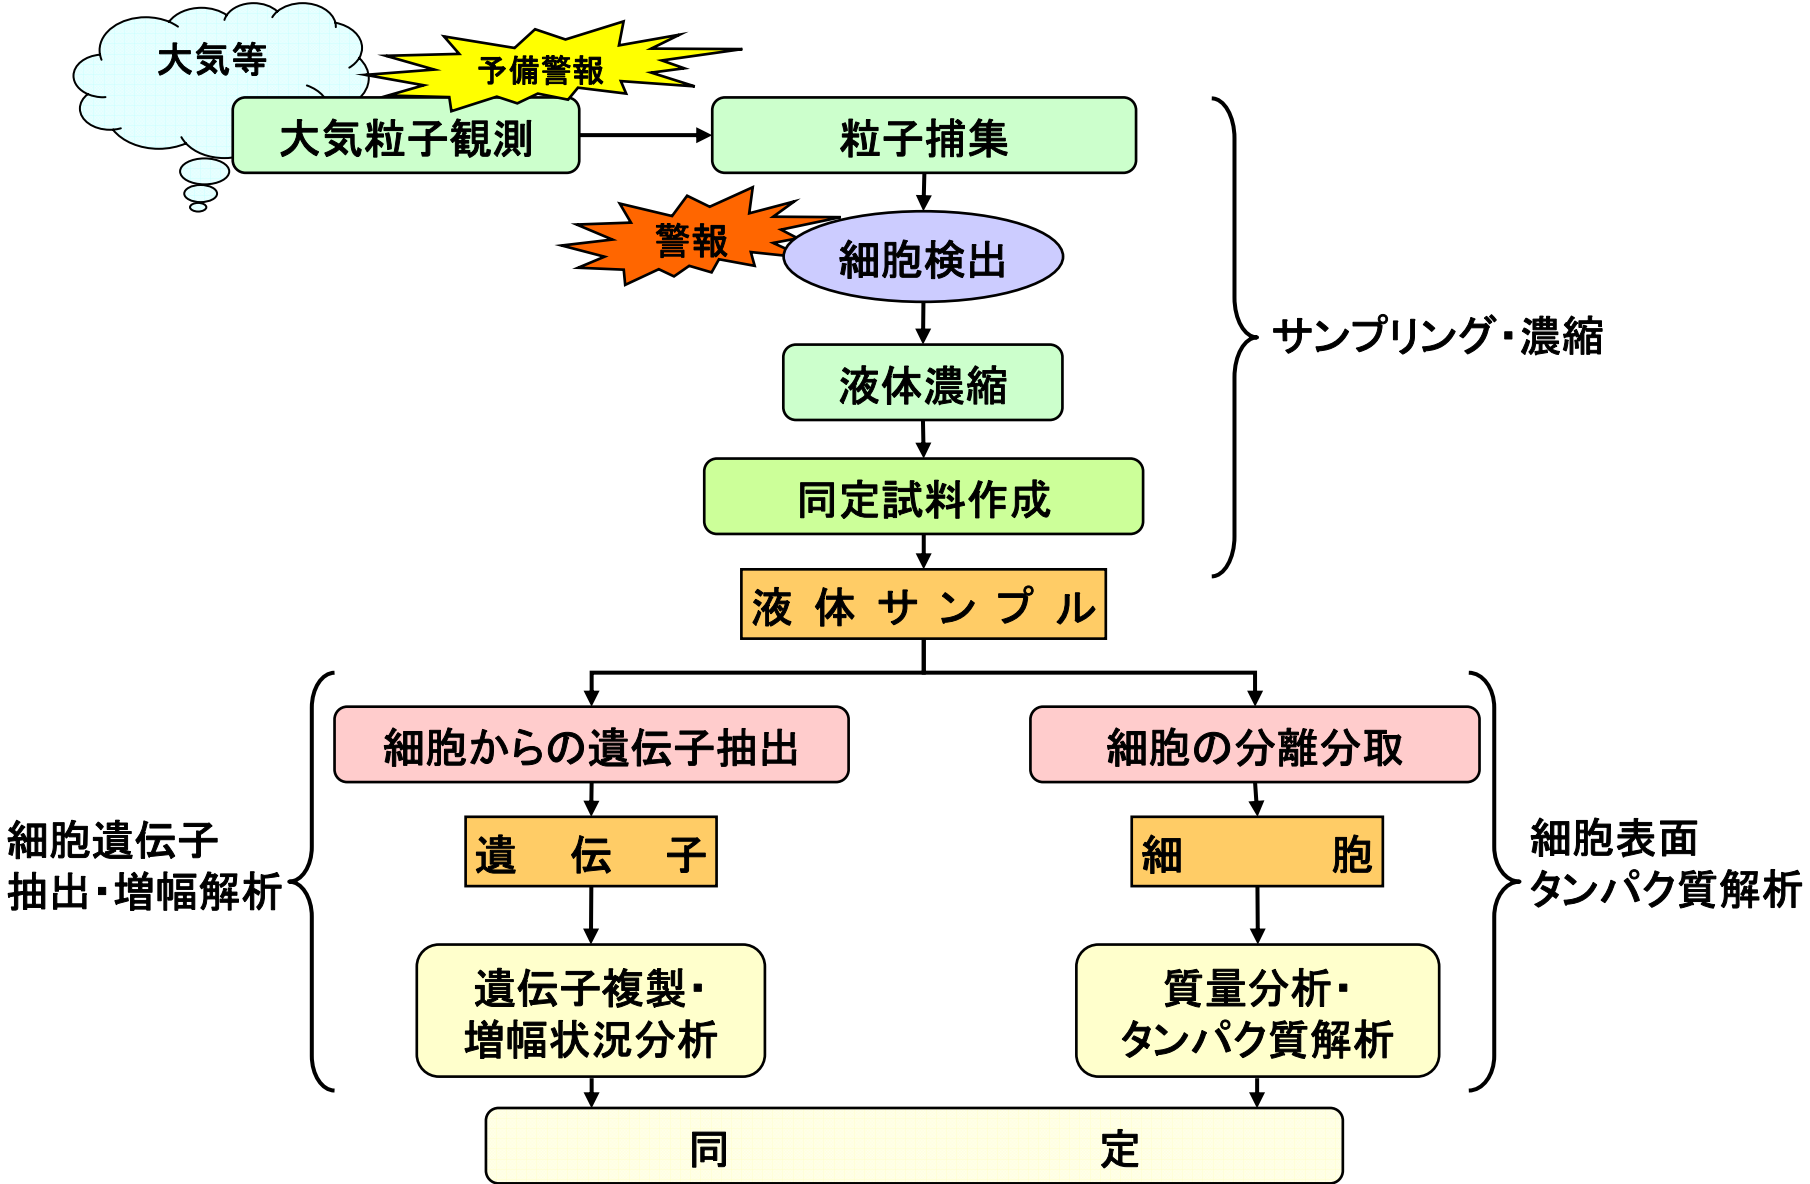 大気等
予備警報
大気粒子観測
粒子捕集
警報
細胞検出
サンプリング・濃縮
液体濃縮
同定試料作成
液体サンプル
細胞からの遺伝子抽出
細胞の分離分取
細胞遺伝子
抽出・増幅解析
遺伝子
細胞
細胞表面
タンパク質解析
遺伝子複製・
増幅状況分析
質量分析・
タンパク質解析
同定